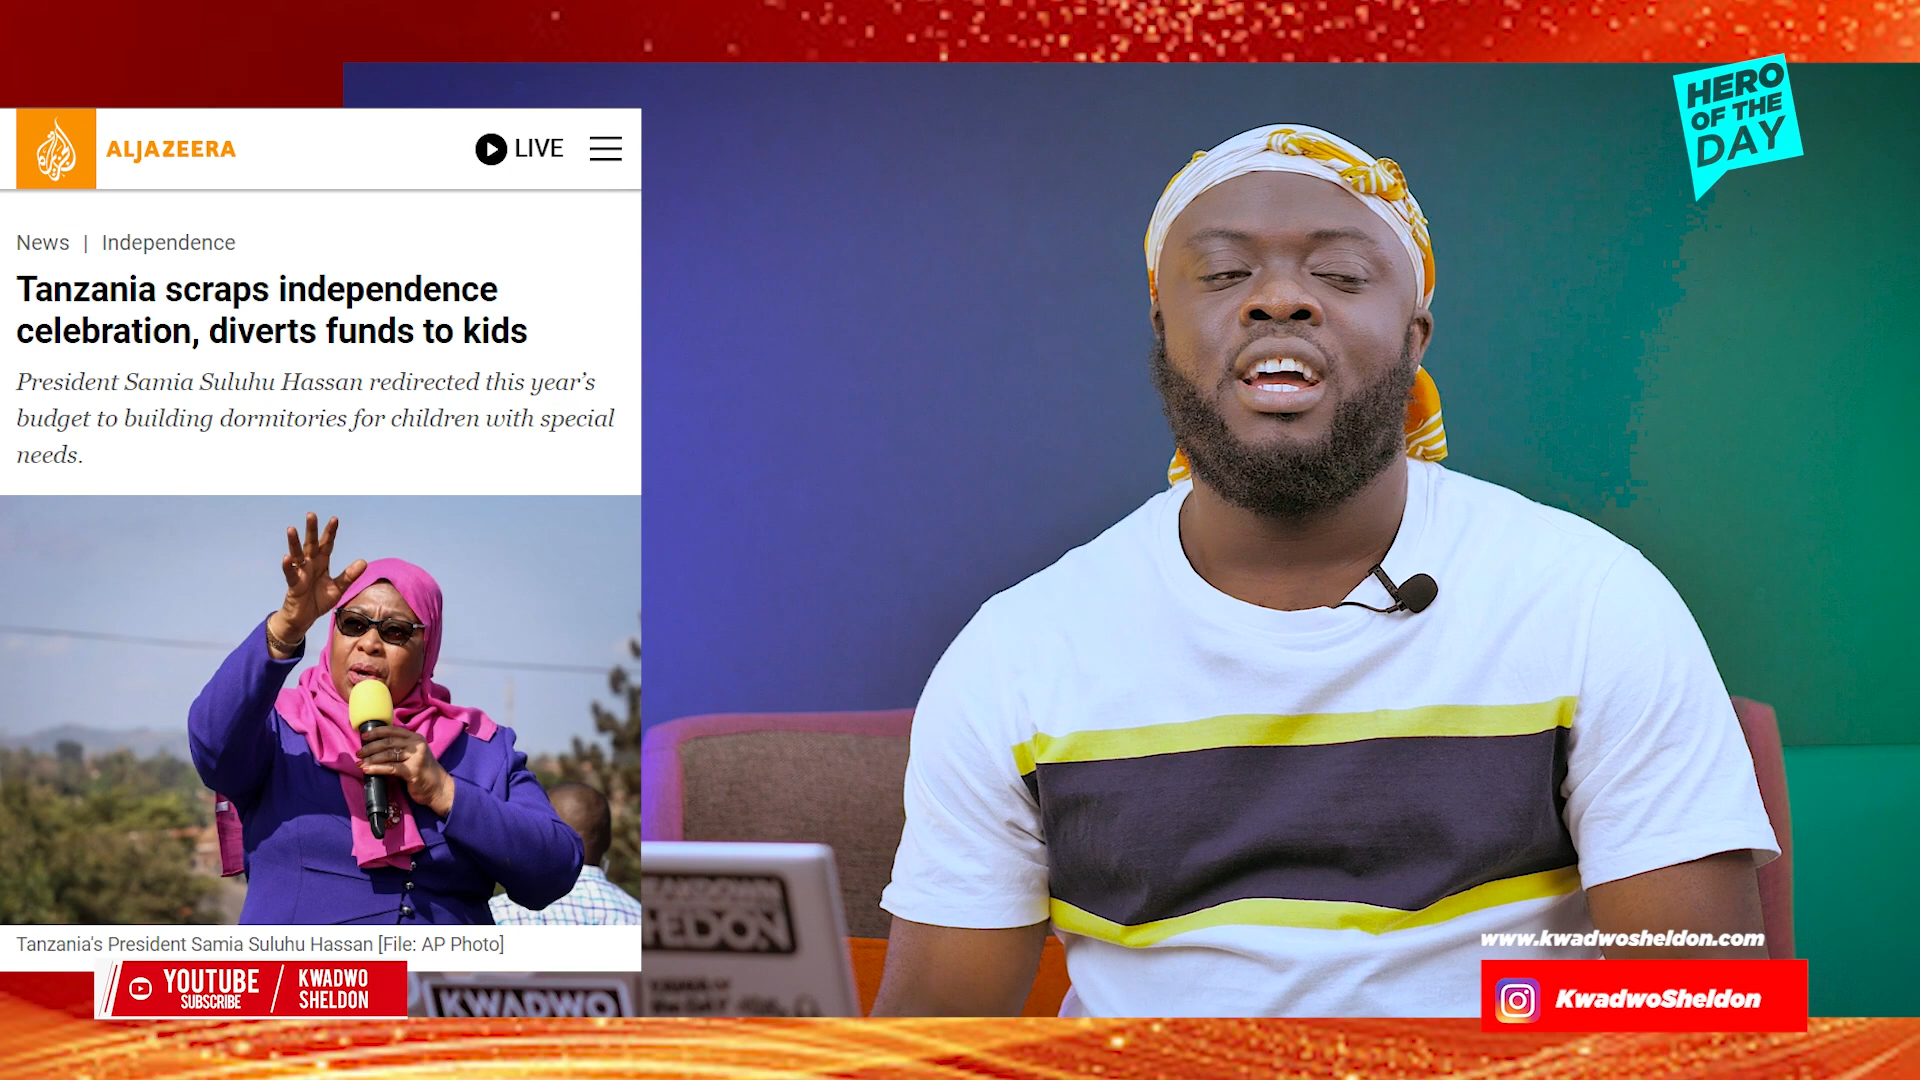 HERO
OF THE
DAY
ALJAZEERA
LIVE
News | Independence
Tanzania scraps independence
celebration, diverts funds to kids
President Samia Suluhu Hassan redirected this year's
budget to building dormitories for children with special
needs.
Tanzania's President Samia Suluhu Hassan [File: AP Photo]
YOUTUBE
SUBSCRIBE
KWADWO
SHELDON
KWADWO
www.kwadwosheldon.com
KwadwoSheldon